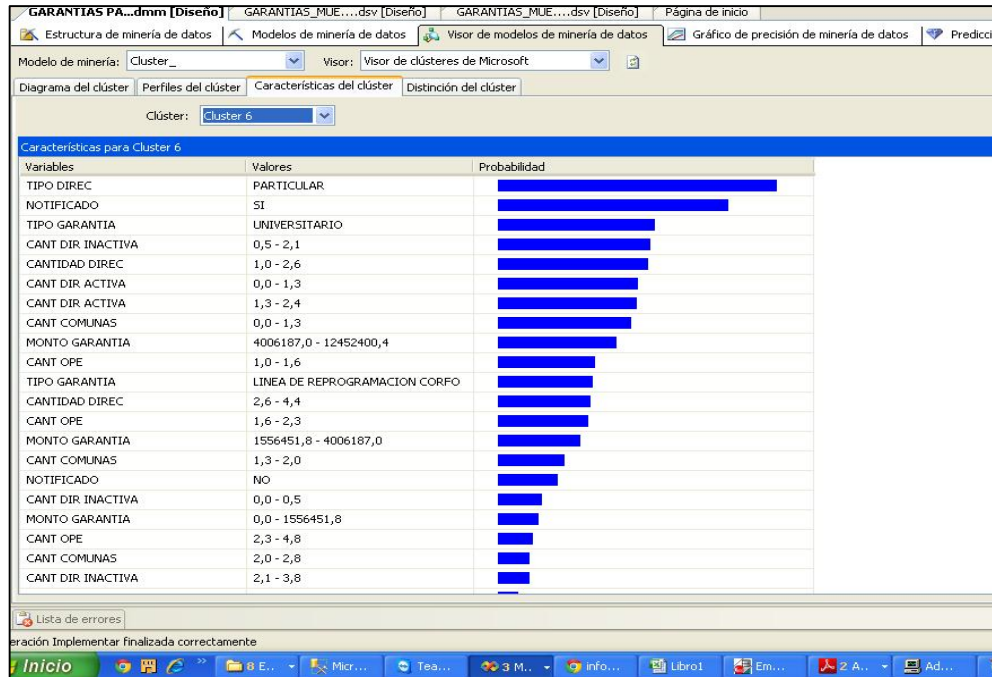 GARANTIAS PA...dmm [Diseño] GARANTIAS_MUE....dsv [Diseño] GARANTIAS_MUE....dsv [Diseño] Página de inicio
Estructura de minería de datos Modelos de minería de datos Visor de modelos de minería de datos Gráfico de precisión de minería de datos Predicci
Modelo de minería: Cluster_ Visor: Visor de clústeres de Microsoft
Diagrama del clúster Perfiles del clúster Características del clúster Distinción del clúster
Clúster: Cluster 6
Características para Cluster 6
Variables Valores Probabilidad
TIPO DIREC PARTICULAR
NOTIFICADO SI
TIPO GARANTIA UNIVERSITARIO
CANT DIR INACTIVA 0,5 - 2,1
CANTIDAD DIREC 1,0 - 2,6
CANT DIR ACTIVA 0,0 - 1,3
CANT DIR ACTIVA 1,3 - 2,4
CANT COMUNAS 0,0 - 1,3
MONTO GARANTIA 4006187,0 - 12452400,4
CANT OPE 1,0 - 1,6
TIPO GARANTIA LINEA DE REPROGRAMACION CORFO
CANTIDAD DIREC 2,6 - 4,4
CANT OPE 1,6 - 2,3
MONTO GARANTIA 1556451,8 - 4006187,0
CANT COMUNAS 1,3 - 2,0
NOTIFICADO NO
CANT DIR INACTIVA 0,0 - 0,5
MONTO GARANTIA 0,0 - 1556451,8
CANT OPE 2,3 - 4,8
CANT COMUNAS 2,0 - 2,8
CANT DIR INACTIVA 2,1 - 3,8
Lista de errores
eración Implementar finalizada correctamente
Inicio » 8 E.. Micr... Tea... 3 M.. info... Libro1 Em... 2 A.. Ad...